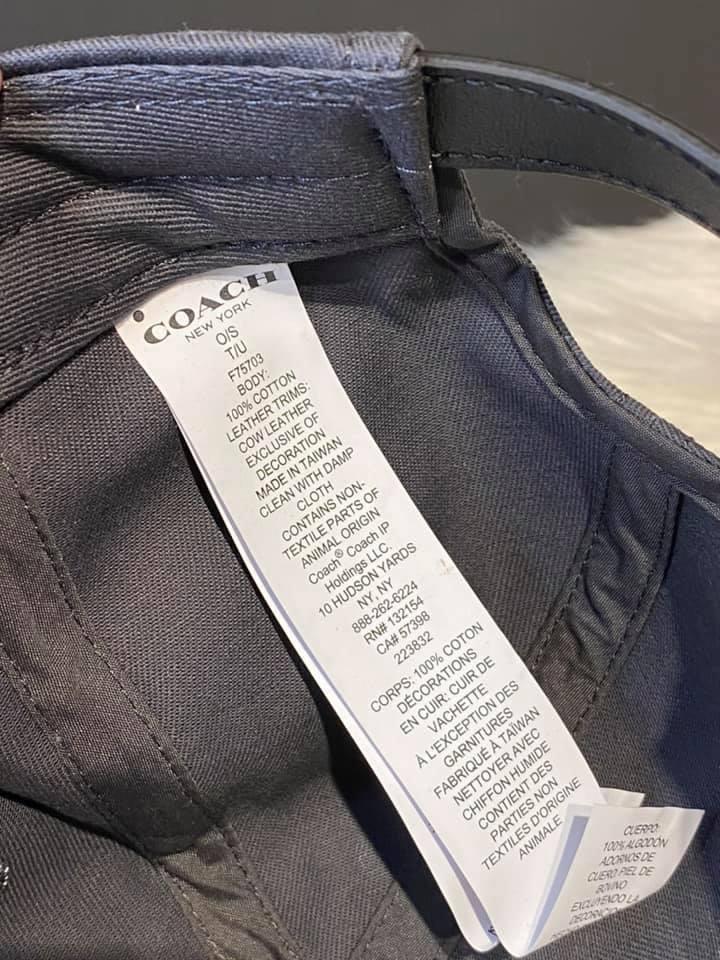 COACH
NEW YORK
O/S
T/U
F75703
BODY:
100% COTTON
LEATHER TRIMS:
COW LEATHER
EXCLUSIVE OF
DECORATION
MADE IN TAIWAN
CLEAN WITH DAMP
CLOTH
CONTAINS NON-
TEXTILE PARTS OF
ANIMAL ORIGIN
Coach® Coach IP
Holdings LLC.
10 HUDSON YARDS
NY, NY
888-262-6224
RN# 132154
CA# 57398
223832
CORPS: 100% COTON
DÉCORATIONS
EN CUIR: CUIR DE
VACHETTE
À L'EXCEPTION DES
GARNITURES
FABRIQUÉ À TAÏWAN
NETTOYER AVEC
CHIFFON HUMIDE
CONTIENT DES
PARTIES NON
TEXTILES D'ORIGINE
ANIMALE
CUERPO:
100% ALGODÓN
ADORNOS DE
CUERO PIEL DE
BOVINO
EXCLUYENDO LA